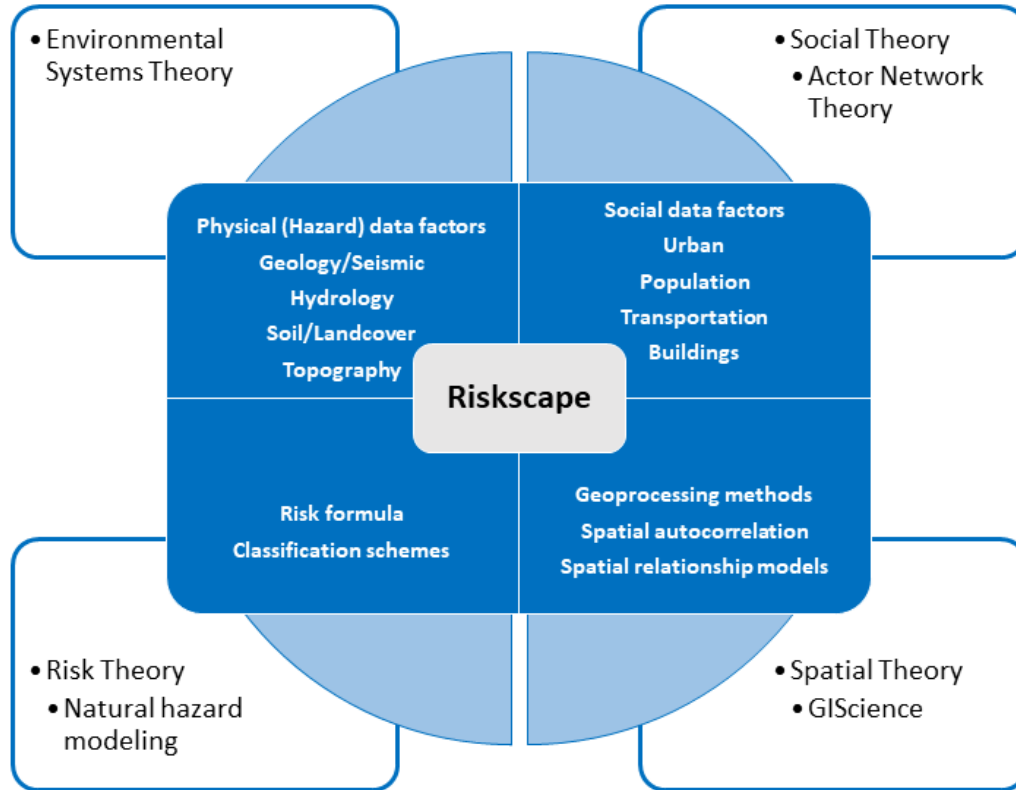 • Environmental
Systems Theory
• Social Theory
• Actor Network
Theory
Physical (Hazard) data factors
Geology/Seismic
Hydrology
Soil/Landcover
Topography
Social data factors
Urban
Population
Transportation
Buildings
Riskscape
Risk formula
Classification schemes
Geoprocessing methods
Spatial autocorrelation
Spatial relationship models
• Risk Theory
• Natural hazard
modeling
• Spatial Theory
• GIScience